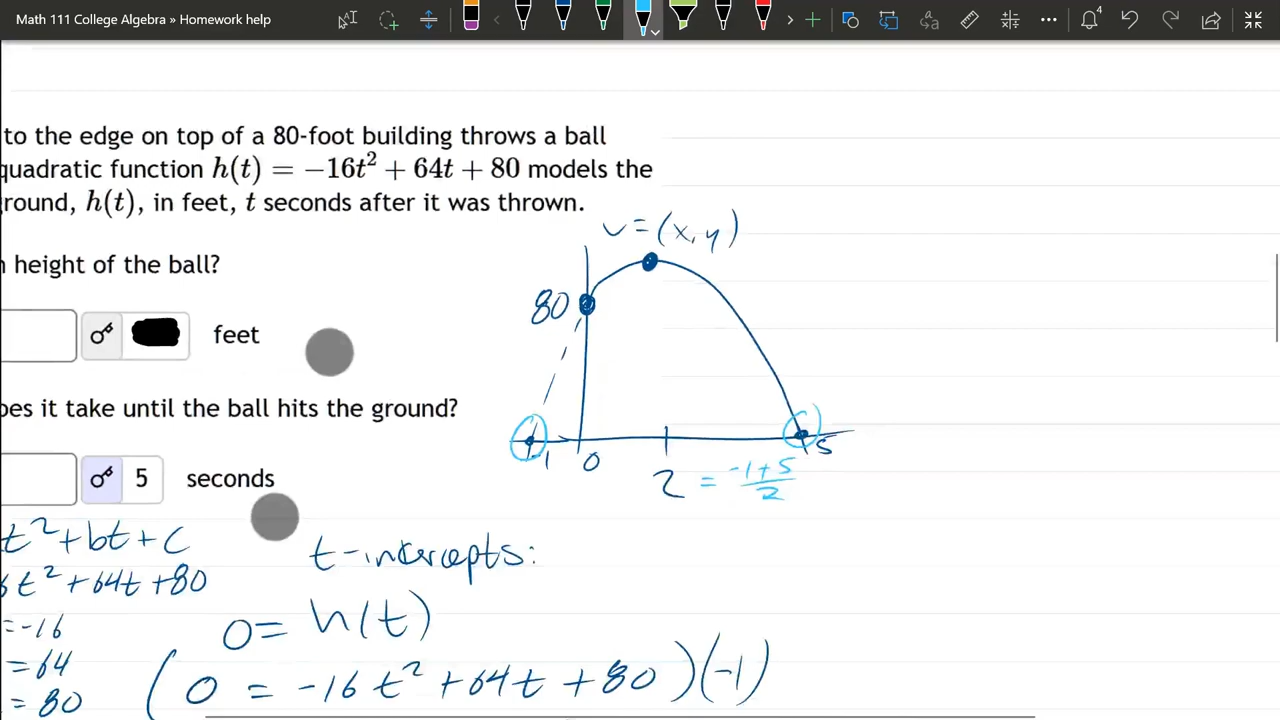 Math 111 College Algebra » Homework help
4
to the edge on top of a 80-foot building throws a ball
quadratic function h(t) = −16t² + 64t + 80 models the
round, h(t), in feet, t seconds after it was thrown.
V = (x, y)
height of the ball?
80
feet
oes it take until the ball hits the ground?
-1 0 5
2 = -1+5/2
5 seconds
t² + bt + c
t-intercepts:
6t² + 64t + 80
0 = h(t)
= -16
= 64
(0 = -16t² + 64t + 80)(-1)
= 80